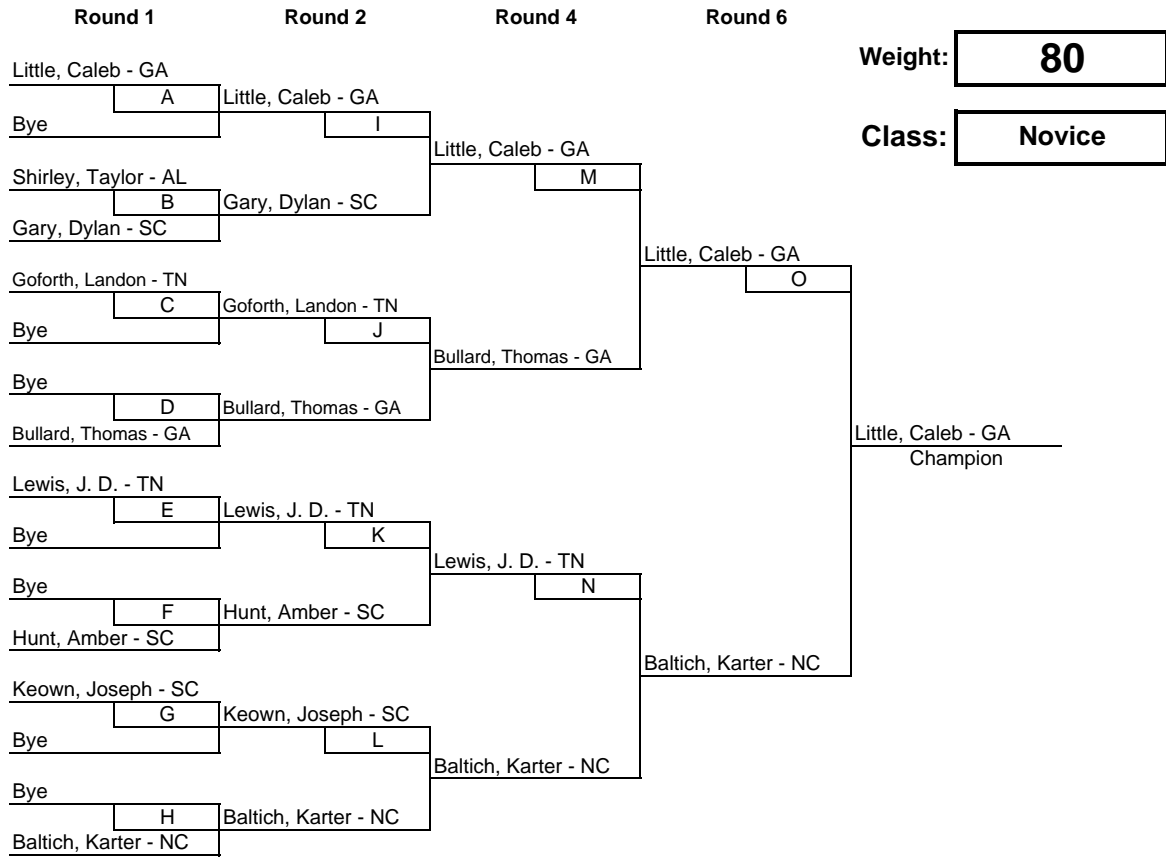 Round 1 Round 2 Round 4 Round 6
Weight: 80
Class: Novice
Little, Caleb - GA
A
Bye
Shirley, Taylor - AL
B
Gary, Dylan - SC
Goforth, Landon - TN
C
Bye
Bye
D
Bullard, Thomas - GA
Lewis, J. D. - TN
E
Bye
Bye
F
Hunt, Amber - SC
Keown, Joseph - SC
G
Bye
Bye
H
Baltich, Karter - NC
Little, Caleb - GA
I
Gary, Dylan - SC
Goforth, Landon - TN
J
Bullard, Thomas - GA
Lewis, J. D. - TN
K
Hunt, Amber - SC
Keown, Joseph - SC
L
Baltich, Karter - NC
Little, Caleb - GA
M
Bullard, Thomas - GA
Lewis, J. D. - TN
N
Baltich, Karter - NC
Little, Caleb - GA
O
Baltich, Karter - NC
Little, Caleb - GA
Champion